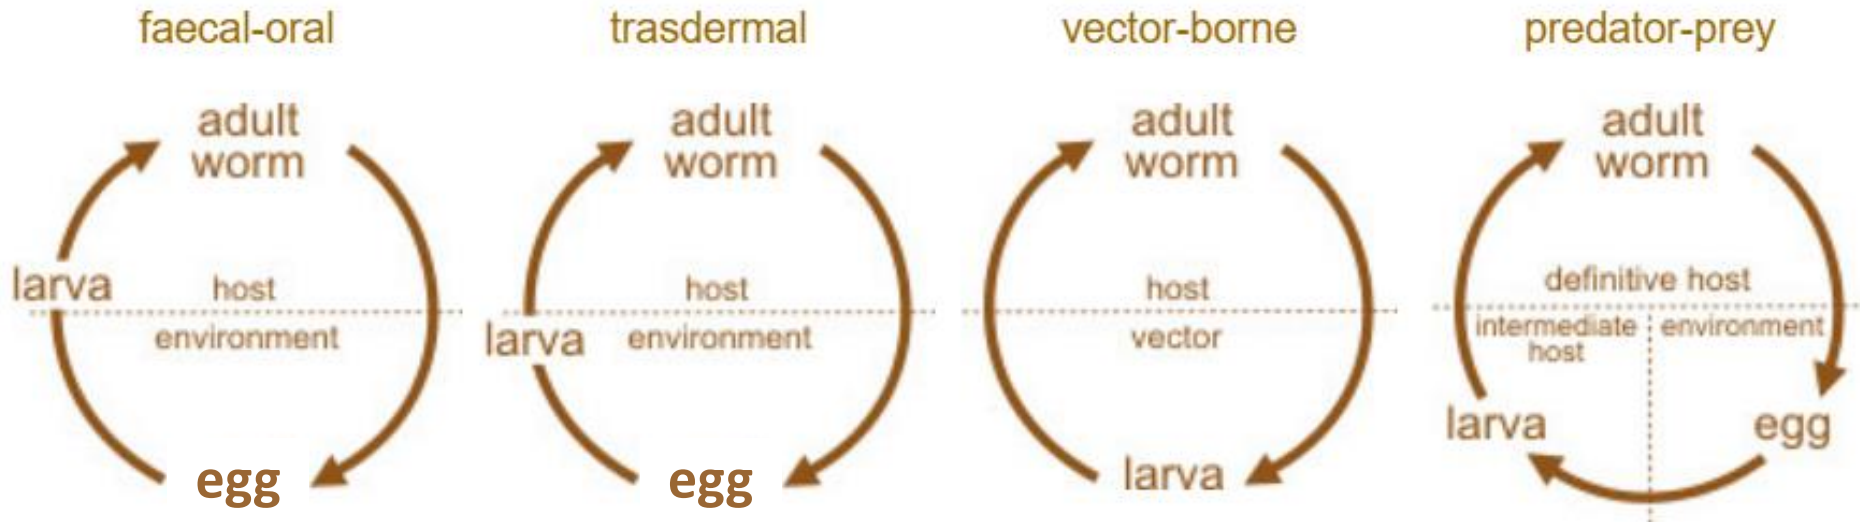 faecal-oral
adult
worm
larva
host
environment
egg
trasdermal
adult
worm
host
larva
environment
egg
vector-borne
adult
worm
host
vector
larva
predator-prey
adult
worm
definitive host
intermediate
host
environment
larva
egg